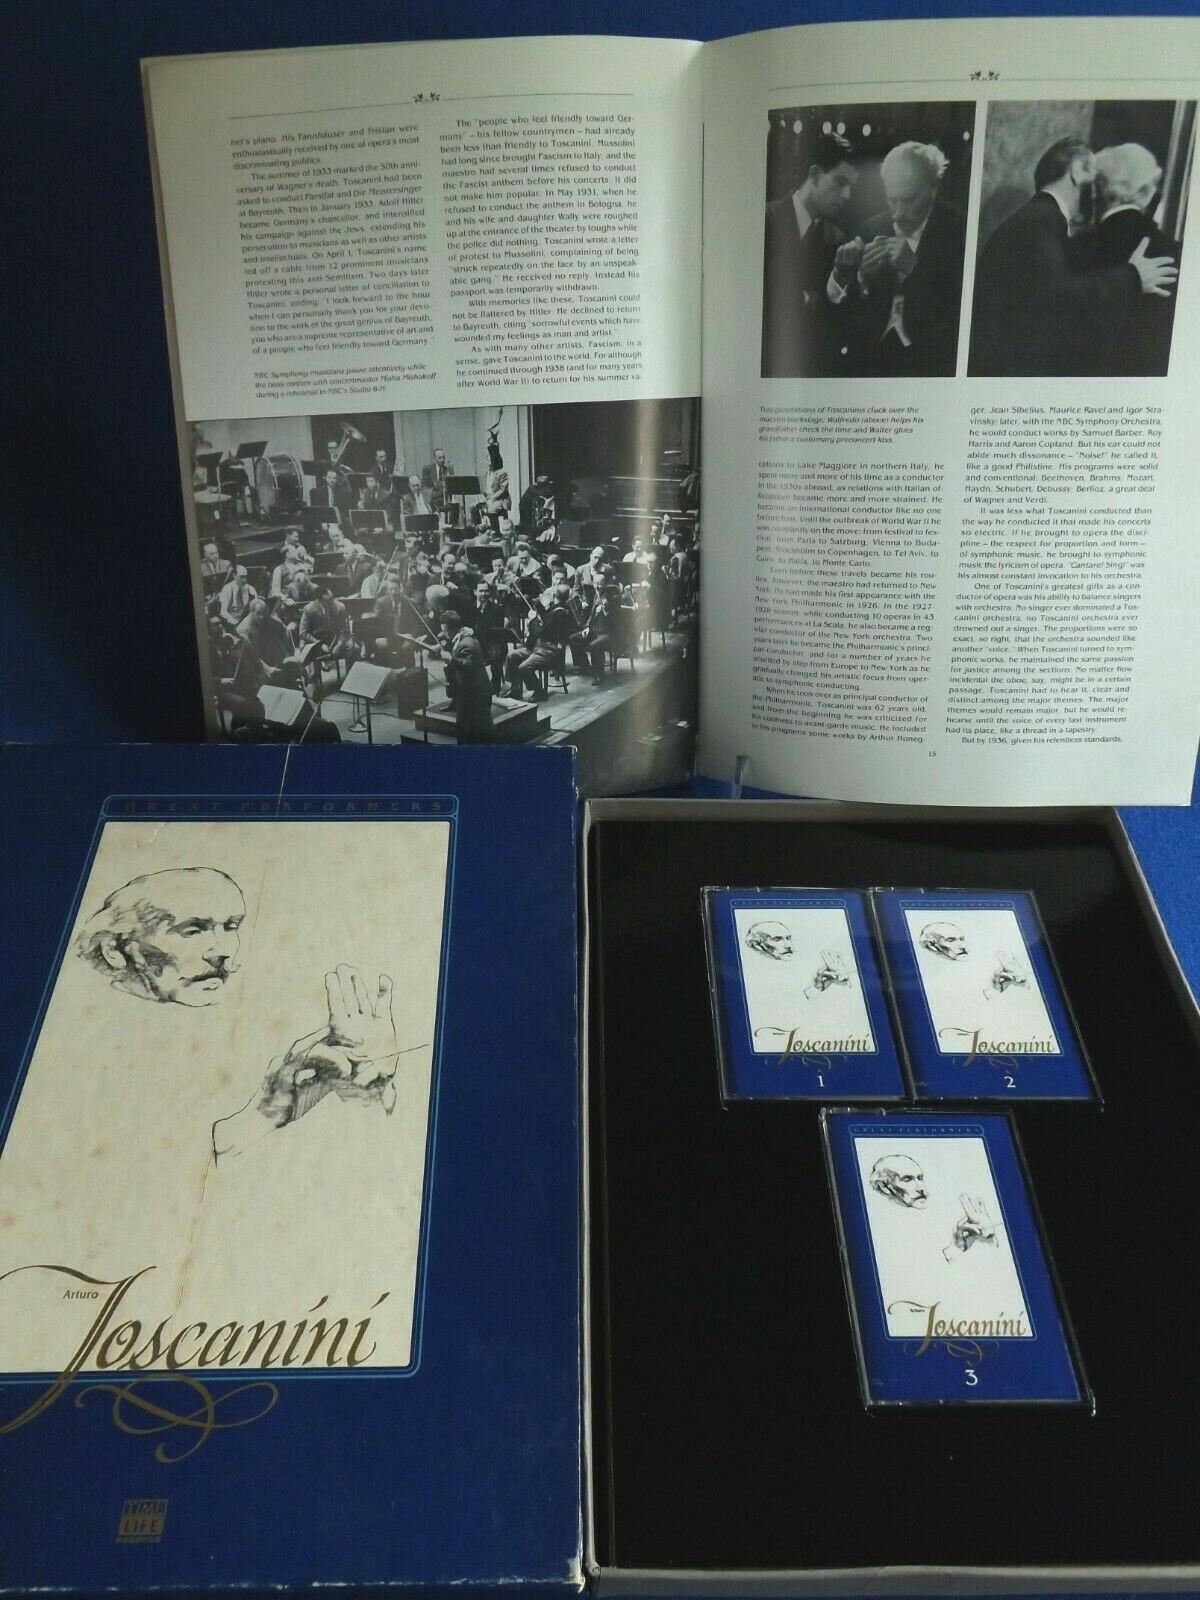 ner's piano. His Tannhäuser and Tristan were
enthusiastically received by one of opera's most
discriminating publics.
The summer of 1933 marked the 50th anni-
versary of Wagner's death. Toscanini had been
asked to conduct Parsifal and Die Meistersinger
at Bayreuth. Then in January 1933, Adolf Hitler
became Germany's chancellor, and intensified
his campaign against the Jews, extending his
persecution to musicians as well as other artists
and intellectuals. On April 1, Toscanini's name
led off a cable from 12 prominent musicians
protesting this anti-Semitism. Two days later
Hitler wrote a personal letter of conciliation to
Toscanini, ending: "I look forward to the hour
when I can personally thank you for your devo-
tion to the work of the great genius of Bayreuth,
you who are a supreme representative of art and
of a people who feel friendly toward Germany."
NBC Symphony musicians pause attentively while
the boss confers with concertmaster Misha Mishakoff
during a rehearsal in NBC's Studio 8-H.
The "people who feel friendly toward Ger-
many" – his fellow countrymen – had already
been less than friendly to Toscanini. Mussolini
had long since brought Fascism to Italy, and the
maestro had several times refused to conduct
the Fascist anthem before his concerts. It did
not make him popular. In May 1931, when he
refused to conduct the anthem in Bologna, he
and his wife and daughter Wally were roughed
up at the entrance of the theater by toughs while
the police did nothing. Toscanini wrote a letter
of protest to Mussolini, complaining of being
"struck repeatedly on the face by an unspeak-
able gang." He received no reply. Instead his
passport was temporarily withdrawn.
With memories like these, Toscanini could
not be flattered by Hitler. He declined to return
to Bayreuth, citing "sorrowful events which have
wounded my feelings as man and artist."
As with many other artists, Fascism, in a
sense, gave Toscanini to the world. For although
he continued through 1938 (and for many years
after World War II) to return for his summer va-
Two generations of Toscaninis cluck over the
maestro backstage: Walfredo (above) helps his
grandfather check the time and Walter gives
his father a customary preconcert kiss.
cations to Lake Maggiore in northern Italy, he
spent more and more of his time as a conductor
in the 1930s abroad, as relations with Italian of-
ficialdom became more and more strained. He
became an international conductor like no one
before him. Until the outbreak of World War II he
was constantly on the move: from festival to fes-
tival, from Paris to Salzburg, Vienna to Buda-
pest, Stockholm to Copenhagen, to Tel Aviv, to
Cairo, to Haifa, to Monte Carlo.
Even before these travels became his rou-
tine, however, the maestro had returned to New
York. He had made his first appearance with the
New York Philharmonic in 1926. In the 1927-
1928 season, while conducting 10 operas in 43
performances at La Scala, he also became a reg-
ular conductor of the New York orchestra. Two
years later he became the Philharmonic's princi-
pal conductor, and for a number of years he
shuttled by ship from Europe to New York as he
gradually changed his artistic focus from oper-
atic to symphonic conducting.
When he took over as principal conductor of
the Philharmonic, Toscanini was 62 years old,
and from the beginning he was criticized for
his coolness to avant-garde music. He included
in his programs some works by Arthur Honeg-
ger, Jean Sibelius, Maurice Ravel and Igor Stra-
vinsky; later, with the NBC Symphony Orchestra,
he would conduct works by Samuel Barber, Roy
Harris and Aaron Copland. But his ear could not
abide much dissonance – "Noise!" he called it,
like a good Philistine. His programs were solid
and conventional: Beethoven, Brahms, Mozart,
Haydn, Schubert, Debussy, Berlioz, a great deal
of Wagner and Verdi.
It was less what Toscanini conducted than
the way he conducted it that made his concerts
so electric. If he brought to opera the disci-
pline – the respect for proportion and form –
of symphonic music, he brought to symphonic
music the lyricism of opera. "Cantare! Sing!" was
his almost constant invocation to his orchestra.
One of Toscanini's greatest gifts as a con-
ductor of opera was his ability to balance singers
with orchestra. No singer ever dominated a Tos-
canini orchestra; no Toscanini orchestra ever
drowned out a singer. The proportions were so
exact, so right, that the orchestra sounded like
another "voice." When Toscanini turned to sym-
phonic works, he maintained the same passion
for justice among the sections. No matter how
incidental the oboe, say, might be in a certain
passage, Toscanini had to hear it, clear and
distinct among the major themes. The major
themes would remain major, but he would re-
hearse until the voice of every last instrument
had its place, like a thread in a tapestry.
But by 1936, given his relentless standards,
15
GREAT PERFORMERS
Arturo
Toscanini
TIME
LIFE
RECORDS
GREAT PERFORMERS
Arturo
Toscanini
1
GREAT PERFORMERS
Arturo
Toscanini
2
GREAT PERFORMERS
Arturo
Toscanini
3